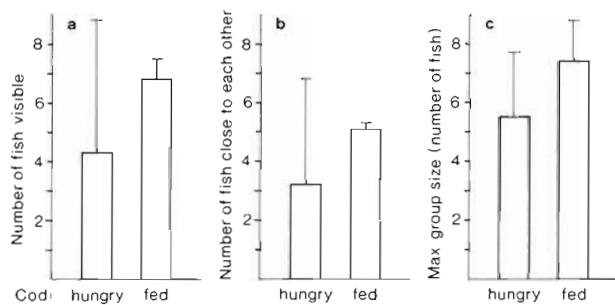 a
8
6
4
2
Number of fish visible
b
8
6
4
2
Number of fish close to each other
c
8
6
4
2
Max group size (number of fish)
Cod: hungry fed hungry fed hungry fed